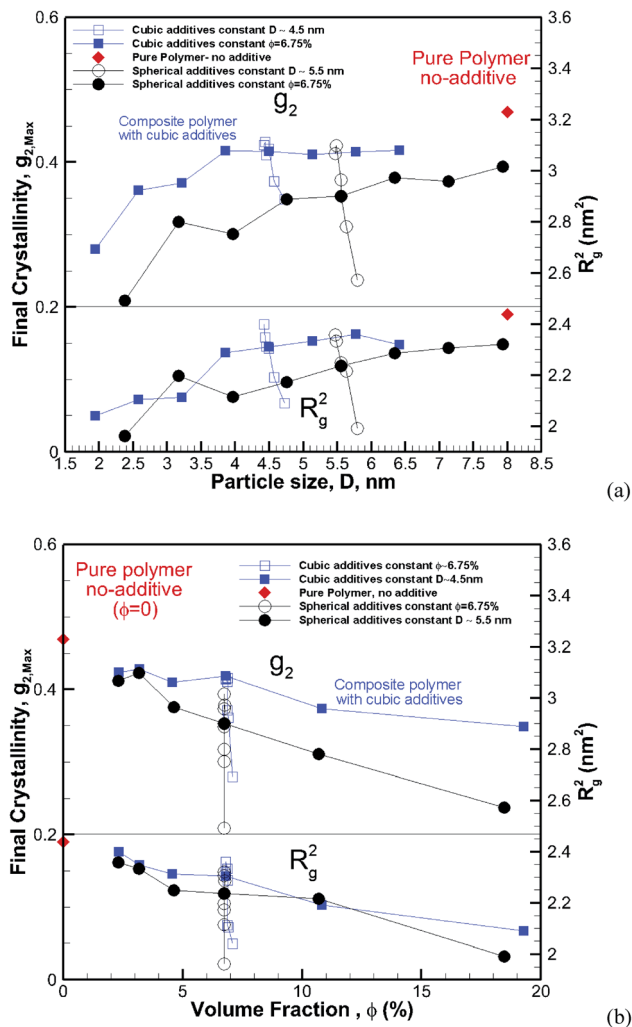 0.6
0.4
0.2
0
Final Crystallinity, g2,Max
Cubic additives constant D ~ 4.5 nm
Cubic additives constant ϕ=6.75%
Pure Polymer- no additive
Spherical additives constant D ~ 5.5 nm
Spherical additives constant ϕ=6.75%
g2
Pure Polymer
no-additive
Composite polymer
with cubic additives
Rg2
3.6
3.4
3.2
3
2.8
2.6
2.4
2.2
2
Rg2 (nm2)
1.5 2 2.5 3 3.5 4 4.5 5 5.5 6 6.5 7 7.5 8 8.5
Particle size, D, nm
(a)
0.6
0.4
0.2
0
Final Crystallinity, g2,Max
Pure polymer
no-additive
(ϕ=0)
Cubic additives constant ϕ~6.75%
Cubic additives constant D~4.5nm
Pure Polymer, no additive
Spherical additives constant ϕ=6.75%
Spherical additives constant D ~ 5.5 nm
g2
Composite polymer
with cubic additives
Rg2
3.6
3.4
3.2
3
2.8
2.6
2.4
2.2
2
Rg2 (nm2)
0 5 10 15 20
Volume Fraction , ϕ (%)
(b)